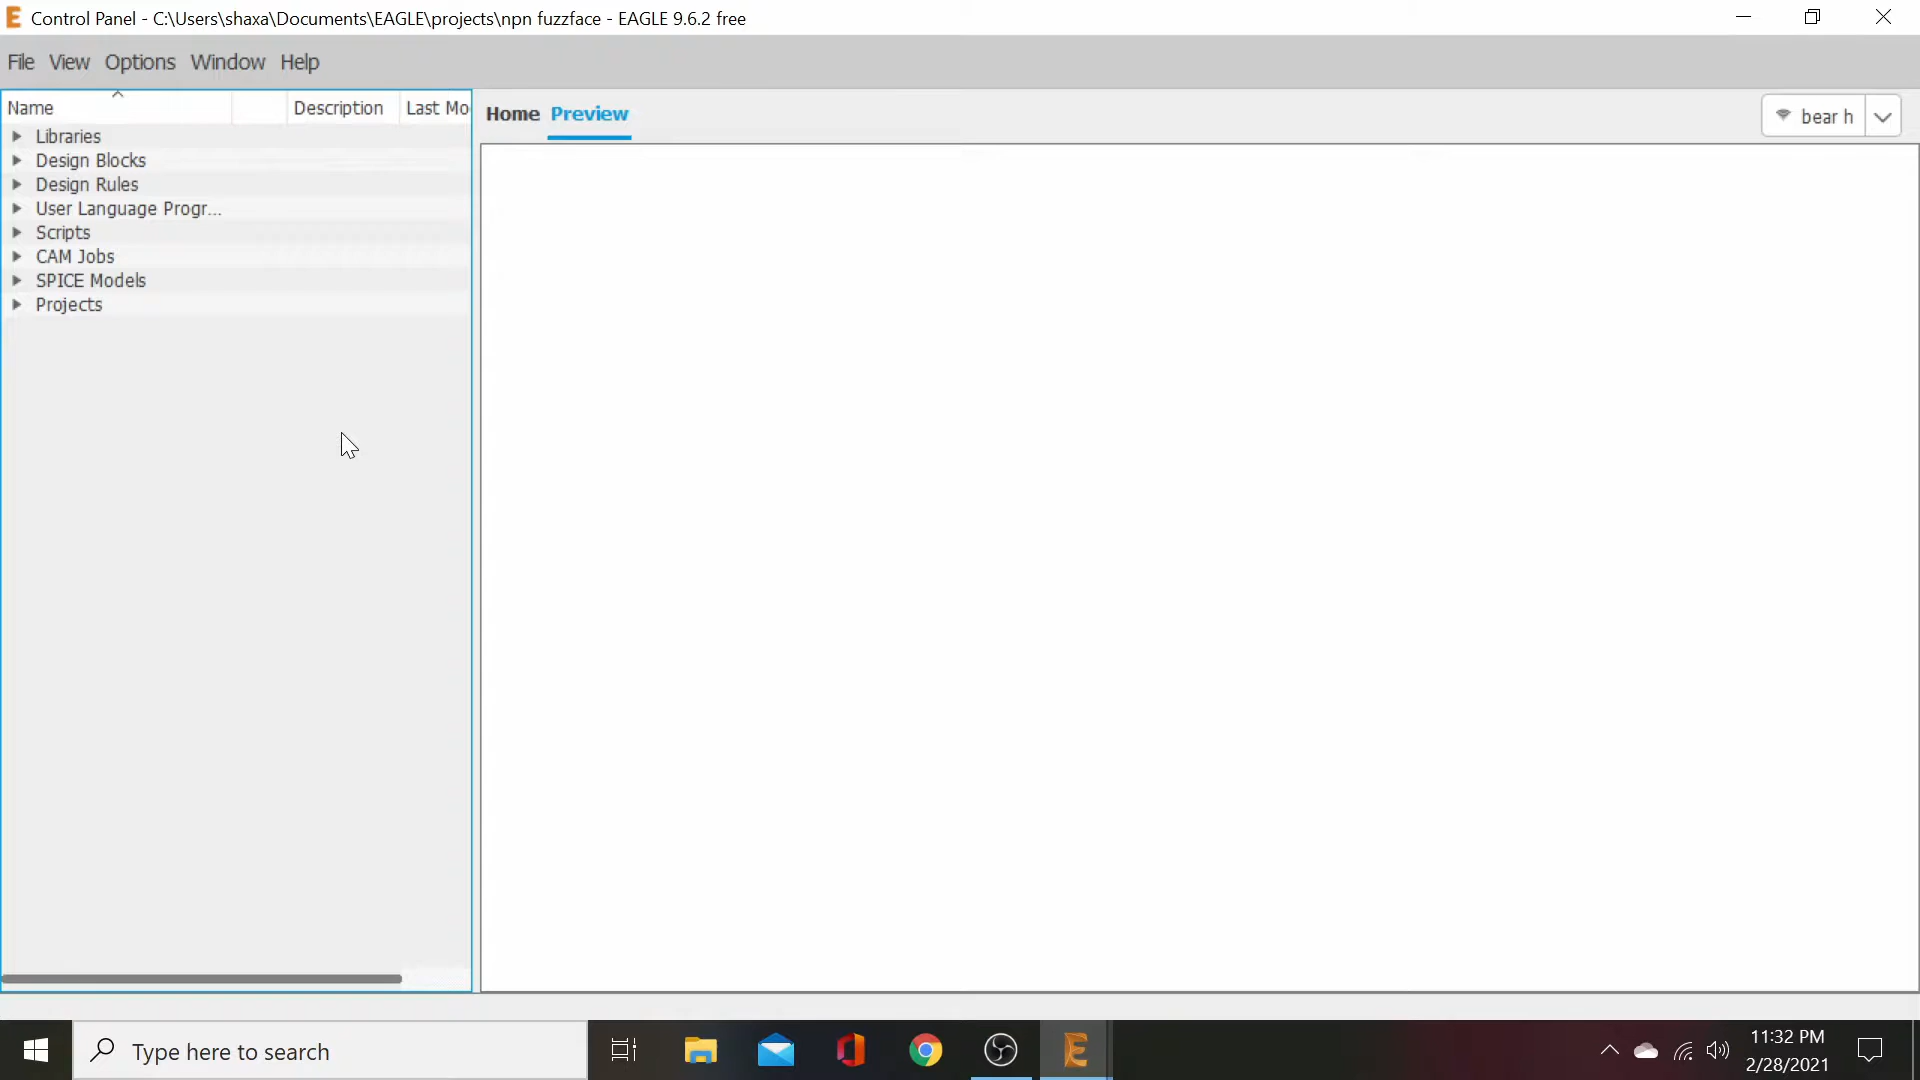 Control Panel - C:\Users\shaxa\Documents\EAGLE\projects\npn fuzzface - EAGLE 9.6.2 free
File View Options Window Help
Name Description Last Mo
Home Preview
bear h
Libraries
Design Blocks
Design Rules
User Language Progr...
Scripts
CAM Jobs
SPICE Models
Projects
Type here to search
11:32 PM
2/28/2021